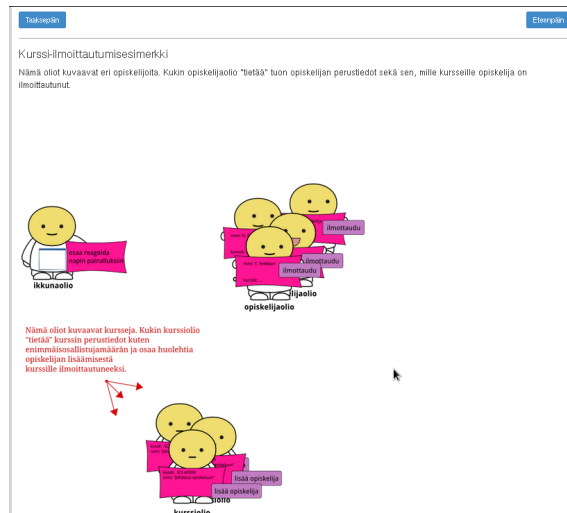 Taaksepäin
Eteenpäin
Kurssi-ilmoittautumisesimerkki
Nämä oliot kuvaavat eri opiskelijoita. Kukin opiskelijaolio "tietää" tuon opiskelijan perustiedot sekä sen, mille kursseille opiskelija on
ilmoittautunut.
ilmottaudu
ilmottaudu
ilmottaudu
osaa reagoida
napin painalluksiin
ikkunaolio
lijaolio
opiskelijaolio
Nämä oliot kuvaavat kursseja. Kukin kurssiolio
"tietää" kurssin perustiedot kuten
enimmäisosallistujamäärän ja osaa huolehtia
opiskelijan lisäämisestä
kurssille ilmoittautuneeksi.
lisää opiskelija
lisää opiskelija
siolio
kurssiolio